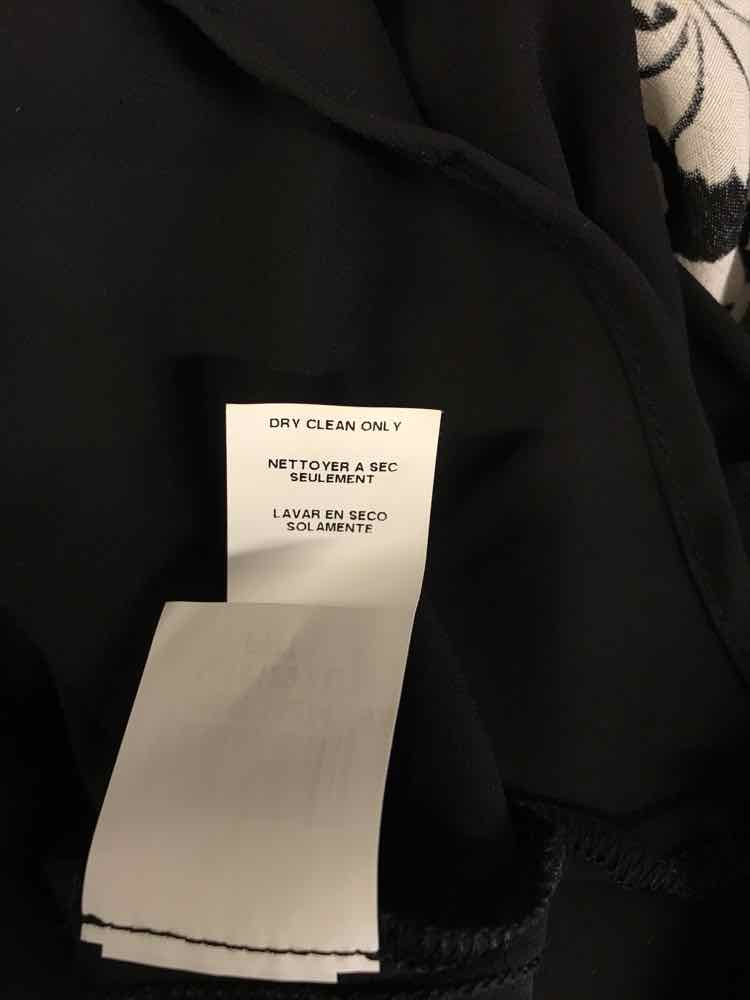 DRY CLEAN ONLY
NETTOYER A SEC
SEULEMENT
LAVAR EN SECO
SOLAMENTE